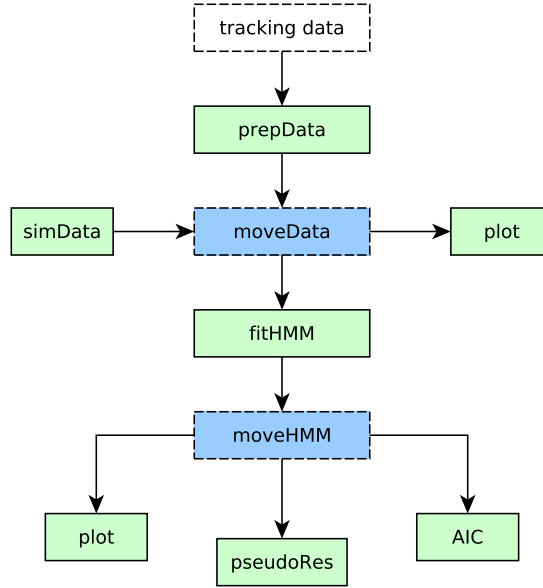 tracking data
prepData
simData
moveData
plot
fitHMM
moveHMM
plot
pseudoRes
AIC